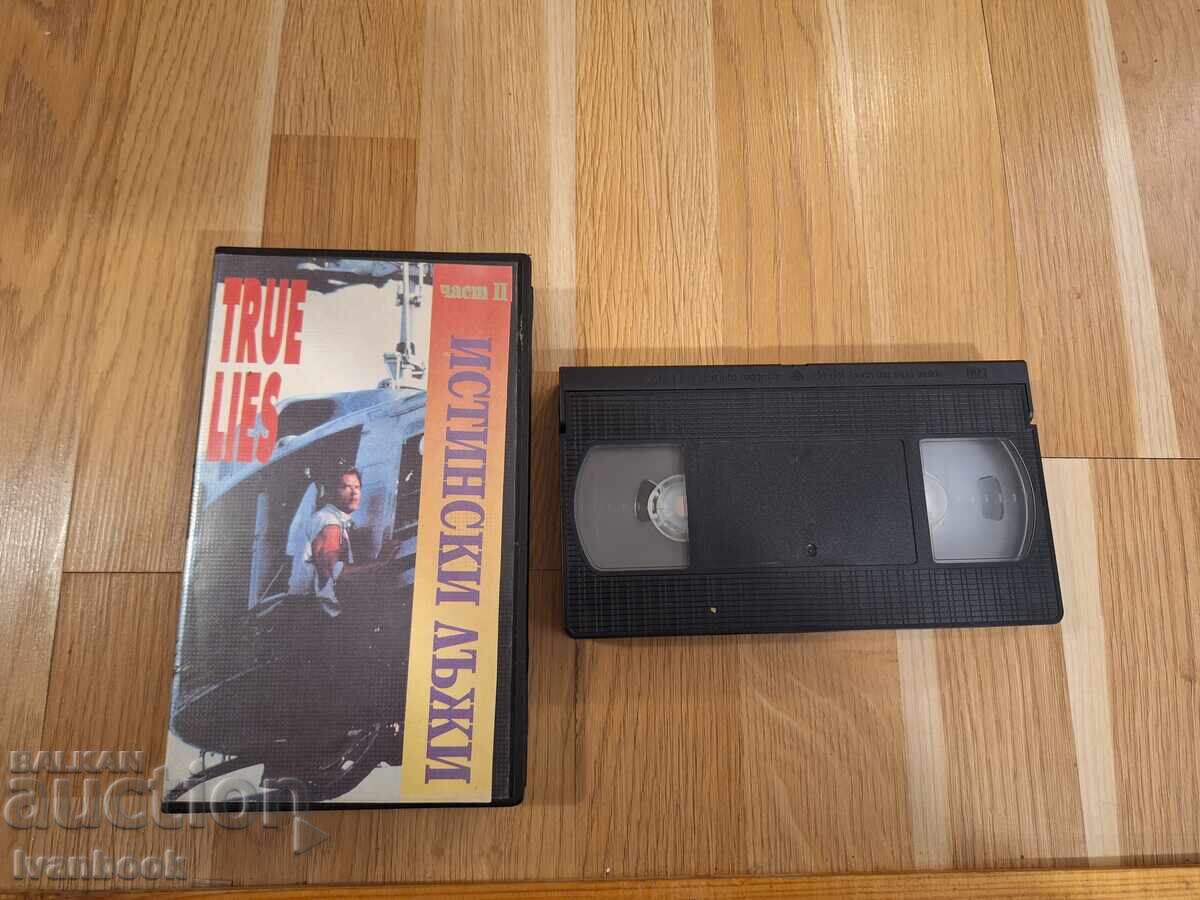 TRUE
LIES
част II
ИСТИНСКИ ЛЪЖИ
BALKAN
auction
Ivanbook